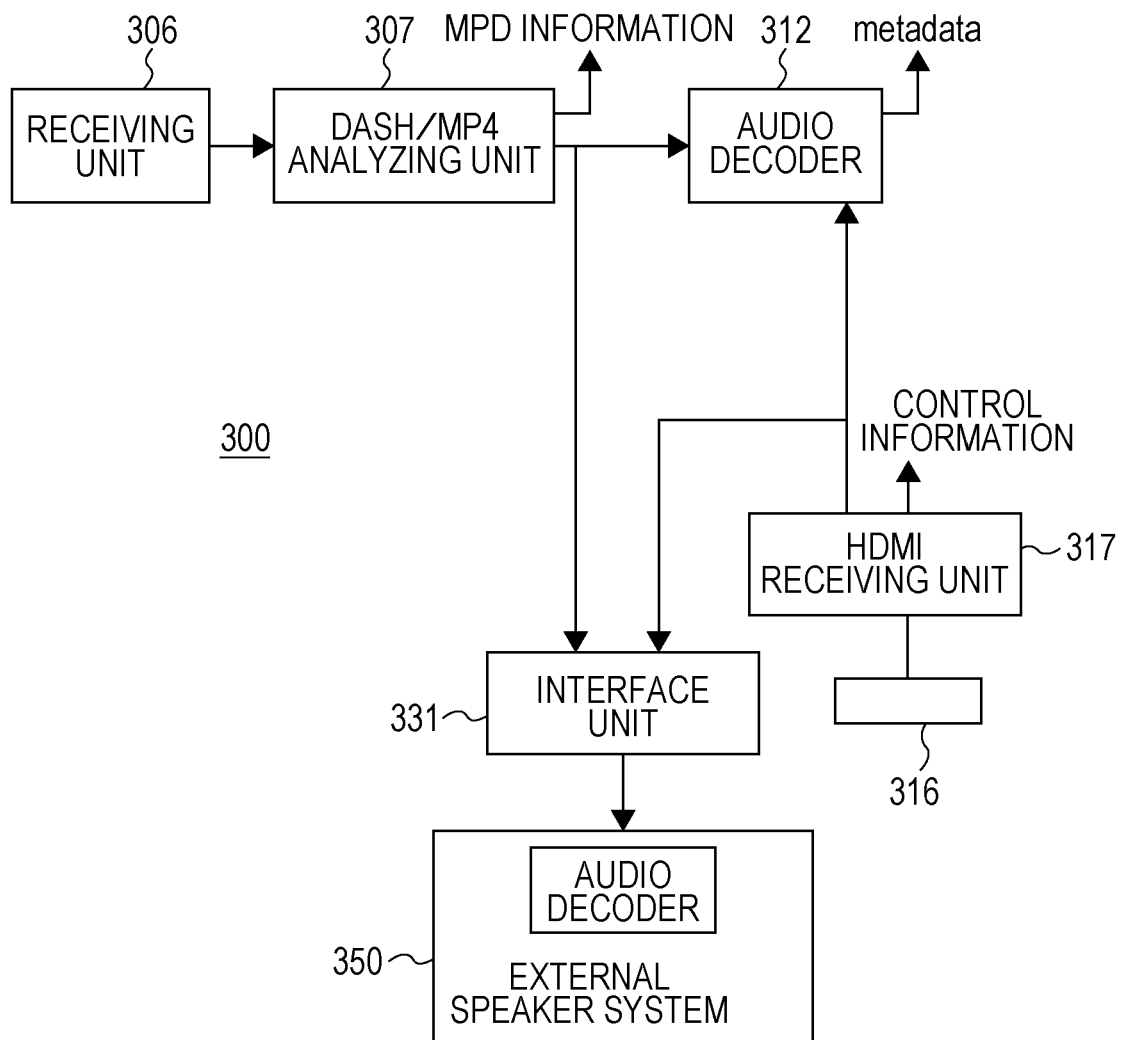 306
307
MPD INFORMATION
312
metadata
RECEIVING
UNIT
DASH/MP4
ANALYZING UNIT
AUDIO
DECODER
300
CONTROL
INFORMATION
HDMI
RECEIVING UNIT
317
INTERFACE
UNIT
331
316
AUDIO
DECODER
350
EXTERNAL
SPEAKER SYSTEM